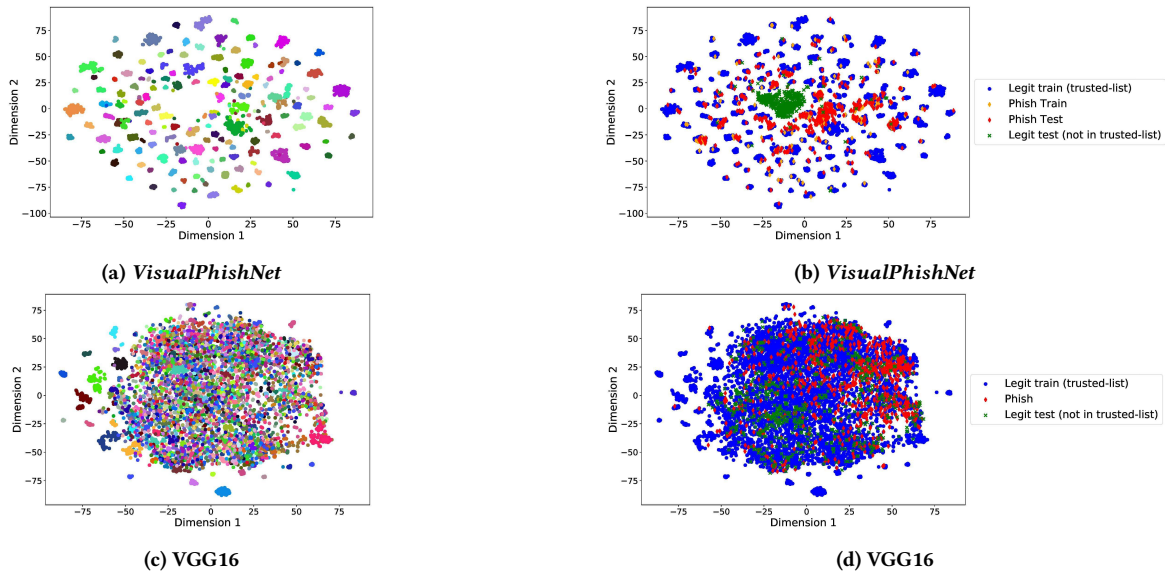 75
50
25
0
−25
−50
−75
−100
Dimension 2
−75 −50 −25 0 25 50 75
Dimension 1
(a) VisualPhishNet
75
50
25
0
−25
−50
−75
−100
Dimension 2
−75 −50 −25 0 25 50 75
Dimension 1
Legit train (trusted-list)
Phish Train
Phish Test
Legit test (not in trusted-list)
(b) VisualPhishNet
75
50
25
0
−25
−50
−75
Dimension 2
−75 −50 −25 0 25 50 75
Dimension 1
(c) VGG16
75
50
25
0
−25
−50
−75
Dimension 2
−75 −50 −25 0 25 50 75
Dimension 1
Legit train (trusted-list)
Phish
Legit test (not in trusted-list)
(d) VGG16